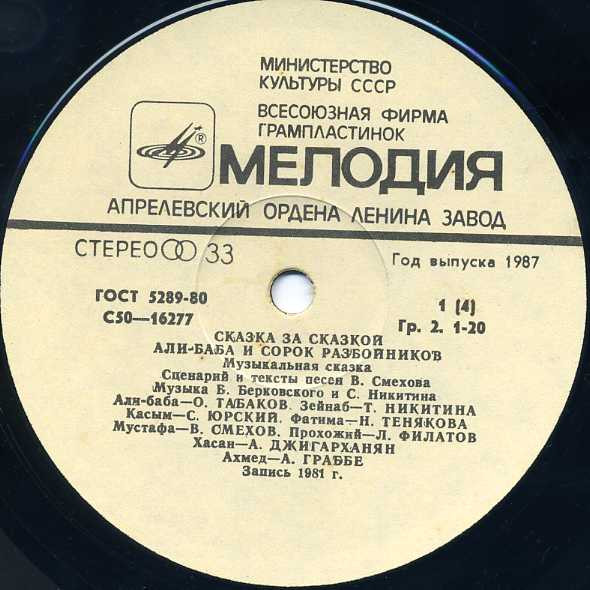 МИНИСТЕРСТВО
КУЛЬТУРЫ СССР
ВСЕСОЮЗНАЯ ФИРМА
ГРАМПЛАСТИНОК
®
МЕЛОДИЯ
АПРЕЛЕВСКИЙ ОРДЕНА ЛЕНИНА ЗАВОД
СТЕРЕО 33
Год выпуска 1987
ГОСТ 5289-80
1 (4)
С50—16277
Гр. 2. 1-20
СКАЗКА ЗА СКАЗКОЙ
АЛИ-БАБА И СОРОК РАЗБОЙНИКОВ
Музыкальная сказка
Сценарий и тексты песен В. Смехова
Музыка Б. Берковского и С. Никитина
Али-баба—О. ТАБАКОВ. Зейнаб—Т. НИКИТИНА
Касым—С. ЮРСКИЙ. Фатима—Н. ТЕНЯКОВА
Мустафа—В. СМЕХОВ. Прохожий—Л. ФИЛАТОВ
Хасан—А. ДЖИГАРХАНЯН
Ахмед—А. ГРАББЕ
Запись 1981 г.